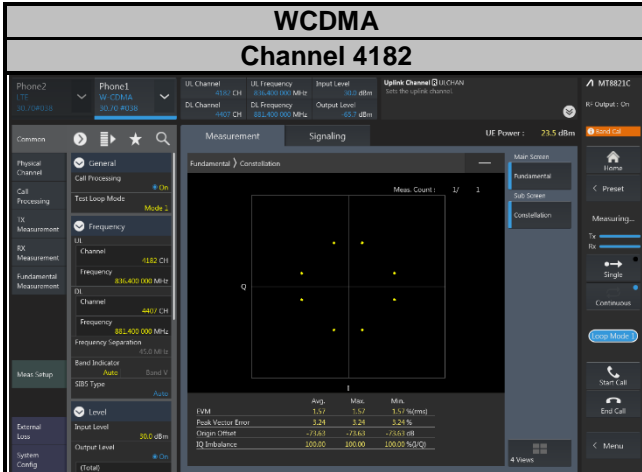 WCDMA
Channel 4182
Phone2
LTE
30.70#038
Phone1
W-CDMA
30.70 #038
UL Channel
4182 CH
UL Frequency
836.400 000 MHz
Input Level
30.0 dBm
DL Channel
4407 CH
DL Frequency
881.400 000 MHz
Output Level
-65.7 dBm
Uplink Channel ULCHAN
Sets the uplink channel.
MT8821C
RF Output : On
Common
Measurement
Signaling
UE Power : 23.5 dBm
Band Cal
Physical
Channel
Call
Processing
TX
Measurement
RX
Measurement
Fundamental
Measurement
Meas Setup
External
Loss
System
Config
General
Call Processing
On
Test Loop Mode
Mode 1
Frequency
UL
Channel
4182 CH
Frequency
836.400 000 MHz
DL
Channel
4407 CH
Frequency
881.400 000 MHz
Frequency Separation
45.0 MHz
Band Indicator
Auto Band V
SIB5 Type
Auto
Level
Input Level
30.0 dBm
Output Level
On
(Total)
Fundamental 〉 Constellation
Meas. Count : 1/ 1
Q
I
Avg. Max. Min.
EVM 1.57 1.57 1.57 %(rms)
Peak Vector Error 3.24 3.24 3.24 %
Origin Offset -73.63 -73.63 -73.63 dB
IQ Imbalance 100.00 100.00 100.00 %(I/Q)
Main Screen
Fundamental
Sub Screen
Constellation
4 Views
Home
< Preset
Measuring...
Tx
Rx
Single
Continuous
Loop Mode 1
Start Call
End Call
< Menu